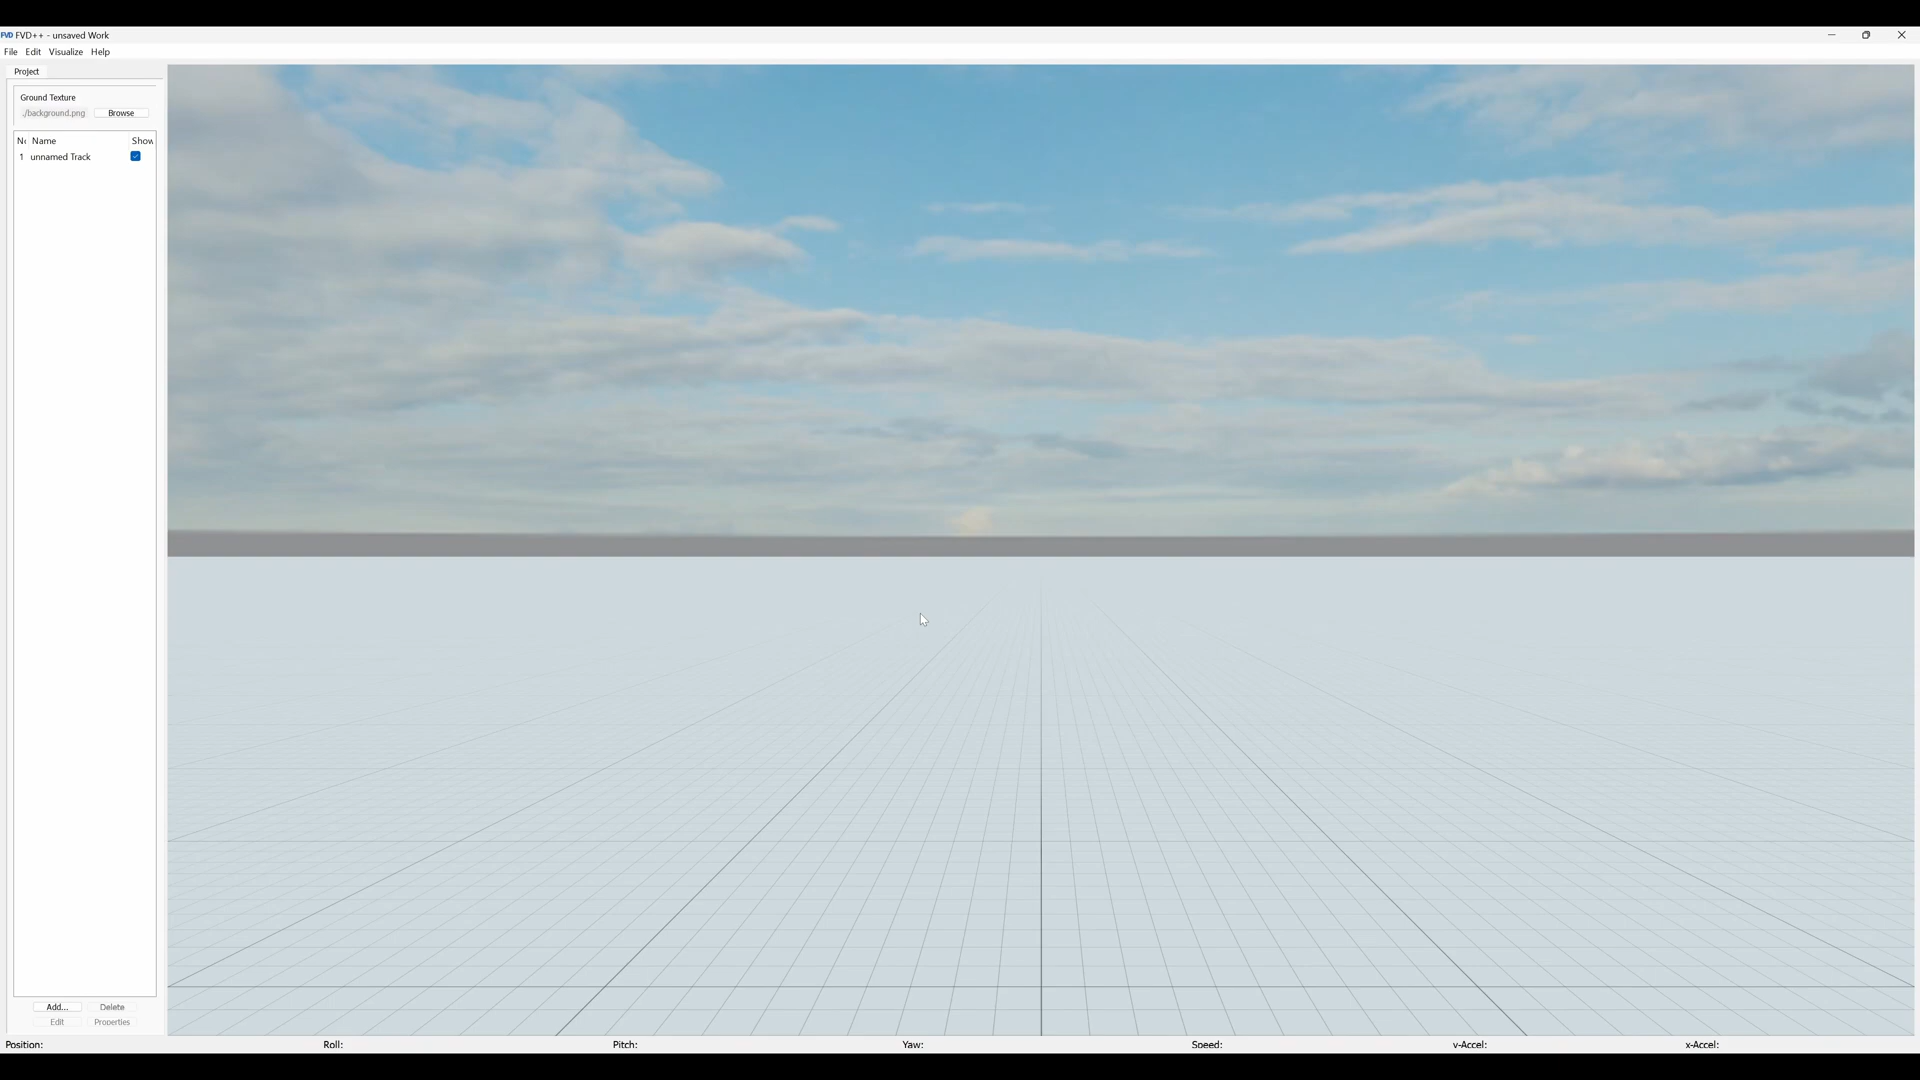 FVD FVD++ - unsaved Work
File Edit Visualize Help
Project
Ground Texture
./background.png Browse
Name Show
1 unnamed Track
Add... Delete
Edit Properties
Position: Roll: Pitch: Yaw: Speed: v-Accel: x-Accel: